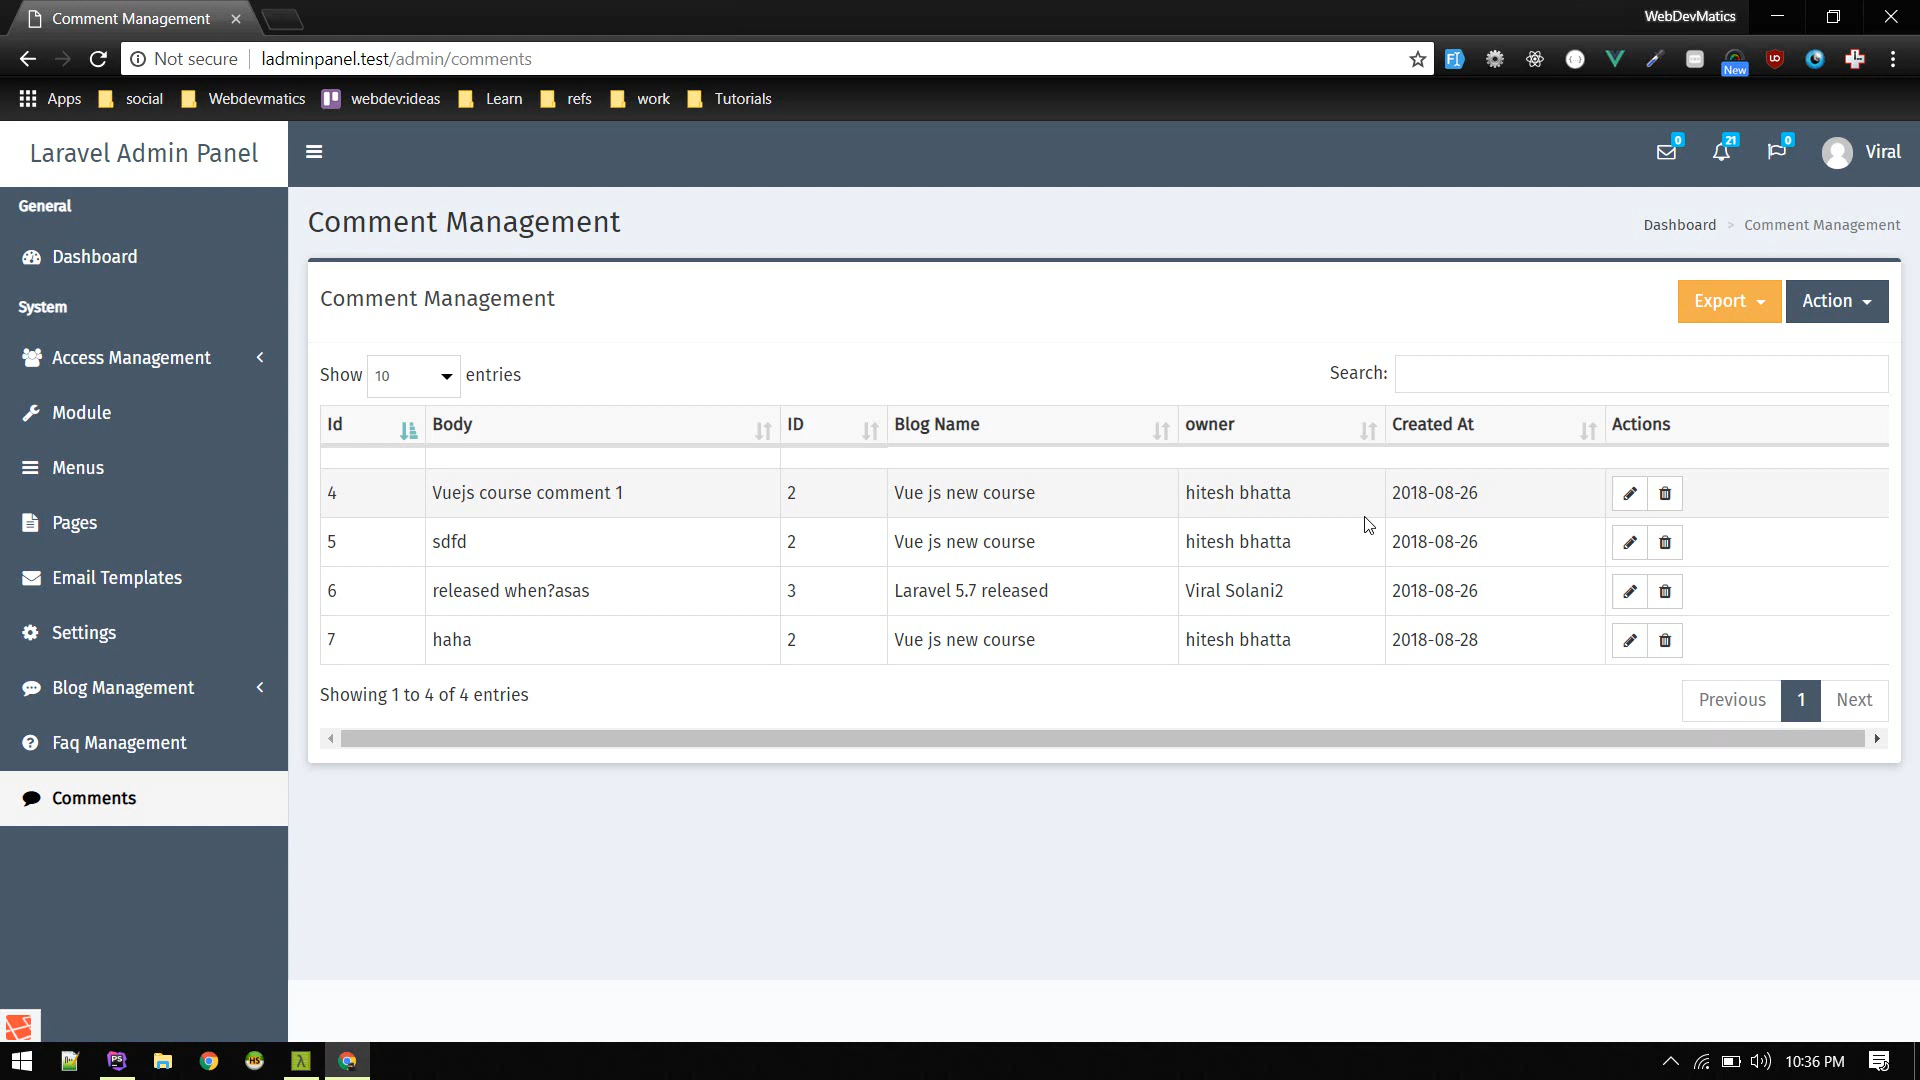 Comment Management
WebDevMatics
Not secure
ladminpanel.test/admin/comments
New
Apps social Webdevmatics webdev:ideas Learn refs work Tutorials
Laravel Admin Panel
0 21 0 Viral
General
Dashboard
System
Access Management
Module
Menus
Pages
Email Templates
Settings
Blog Management
Faq Management
Comments
Comment Management
Dashboard > Comment Management
Comment Management
Export Action
Show 10 entries
Search:
Id Body ID Blog Name owner Created At Actions
4 Vuejs course comment 1 2 Vue js new course hitesh bhatta 2018-08-26
5 sdfd 2 Vue js new course hitesh bhatta 2018-08-26
6 released when?asas 3 Laravel 5.7 released Viral Solani2 2018-08-26
7 haha 2 Vue js new course hitesh bhatta 2018-08-28
Showing 1 to 4 of 4 entries
Previous 1 Next
10:36 PM